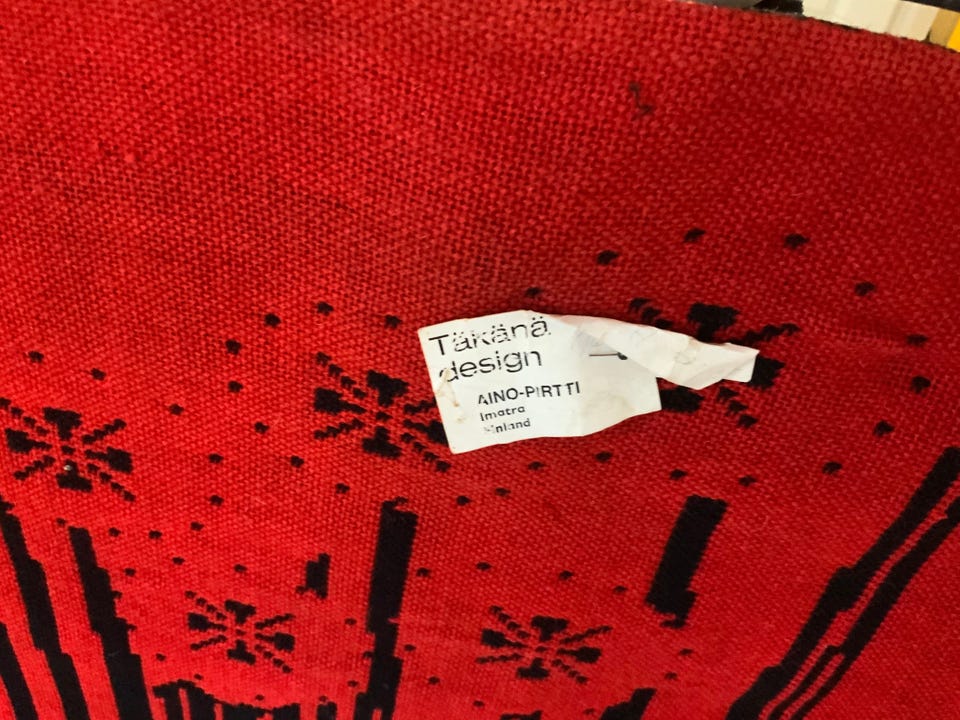 Täkänä
design
AINO-PIRTTI
Imatra
Finland